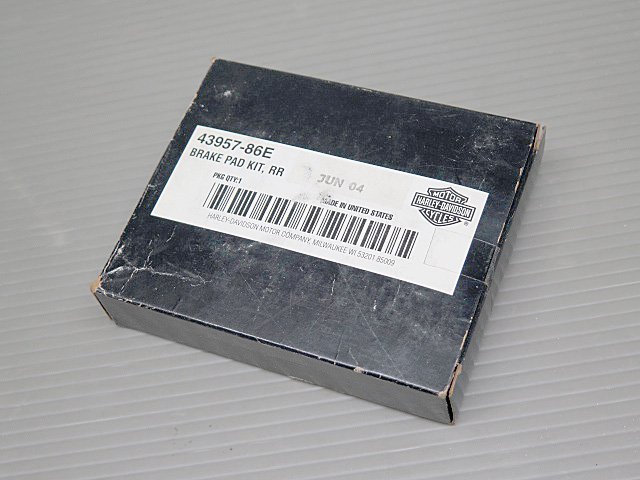 43957-86E
BRAKE PAD KIT, RR
JUN 04
PKG QTY:1
MADE IN UNITED STATES
HARLEY-DAVIDSON MOTOR COMPANY, MILWAUKEE WI 53201 85009
MOTOR
HARLEY-DAVIDSON
CYCLES
®